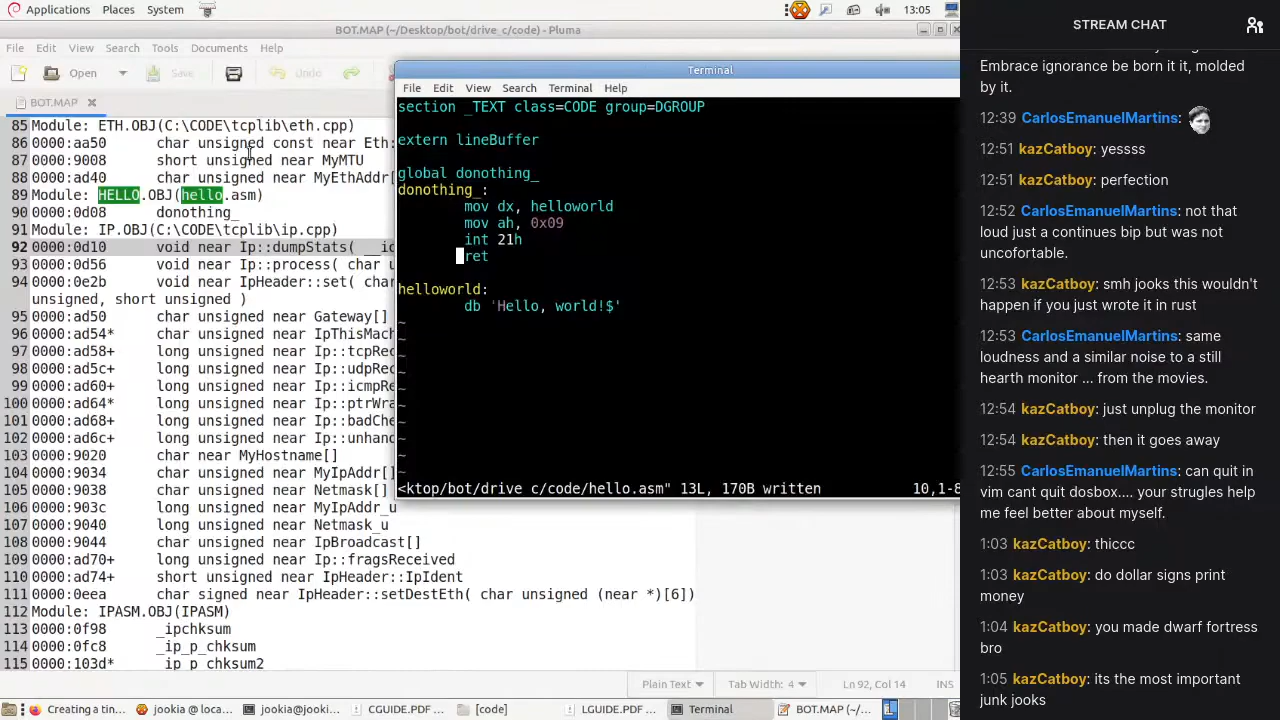 Applications Places System 13:05
BOT.MAP (~/Desktop/bot/drive_c/code) - Pluma
File Edit View Search Tools Documents Help
Open Save Undo
BOT.MAP
85 Module: ETH.OBJ(C:\CODE\tcplib\eth.cpp)
86 0000:aa50 char unsigned const near Eth:
87 0000:9008 short unsigned near MyMTU
88 0000:ad40 char unsigned near MyEthAddr[
89 Module: HELLO.OBJ(hello.asm)
90 0000:0d08 donothing_
91 Module: IP.OBJ(C:\CODE\tcplib\ip.cpp)
92 0000:0d10 void near Ip::dumpStats( __ic
93 0000:0d56 void near Ip::process( char u
94 0000:0e2b void near IpHeader::set( char
unsigned, short unsigned )
95 0000:ad50 char unsigned near Gateway[]
96 0000:ad54* char unsigned near IpThisMach
97 0000:ad58+ long unsigned near Ip::tcpRec
98 0000:ad5c+ long unsigned near Ip::udpRec
99 0000:ad60+ long unsigned near Ip::icmpRe
100 0000:ad64* long unsigned near Ip::ptrWra
101 0000:ad68+ long unsigned near Ip::badChe
102 0000:ad6c+ long unsigned near Ip::unhand
103 0000:9020 char near MyHostname[]
104 0000:9034 char unsigned near MyIpAddr[]
105 0000:9038 char unsigned near Netmask[]
106 0000:903c long unsigned near MyIpAddr_u
107 0000:9040 long unsigned near Netmask_u
108 0000:9044 char unsigned near IpBroadcast[]
109 0000:ad70+ long unsigned near Ip::fragsReceived
110 0000:ad74+ short unsigned near IpHeader::IpIdent
111 0000:0eea char signed near IpHeader::setDestEth( char unsigned (near *)[6])
112 Module: IPASM.OBJ(IPASM)
113 0000:0f98 _ipchksum
114 0000:0fc8 _ip_p_chksum
115 0000:103d* _ip_p_chksum2
Plain Text Tab Width: 4 Ln 92, Col 14 INS
Terminal
File Edit View Search Terminal Help
section _TEXT class=CODE group=DGROUP
extern lineBuffer
global donothing_
donothing_:
mov dx, helloworld
mov ah, 0x09
int 21h
ret
helloworld:
db 'Hello, world!$'
~
~
~
~
~
~
~
~
~
~
<ktop/bot/drive_c/code/hello.asm" 13L, 170B written 10,1-8
Creating a tin... jookia @ loca... jookia@jooki... CGUIDE.PDF ... [code] LGUIDE.PDF ... Terminal BOT.MAP (~/...
STREAM CHAT
Embrace ignorance be born it it, molded
by it.
12:39 CarlosEmanuelMartins:
12:51 kazCatboy: yessss
12:51 kazCatboy: perfection
12:52 CarlosEmanuelMartins: not that
loud just a continues bip but was not
uncofortable.
12:53 kazCatboy: smh jooks this wouldn't
happen if you just wrote it in rust
12:53 CarlosEmanuelMartins: same
loudness and a similar noise to a still
hearth monitor ... from the movies.
12:54 kazCatboy: just unplug the monitor
12:54 kazCatboy: then it goes away
12:55 CarlosEmanuelMartins: can quit in
vim cant quit dosbox.... your strugles help
me feel better about myself.
1:03 kazCatboy: thiccc
1:03 kazCatboy: do dollar signs print
money
1:04 kazCatboy: you made dwarf fortress
bro
1:05 kazCatboy: its the most important
junk jooks